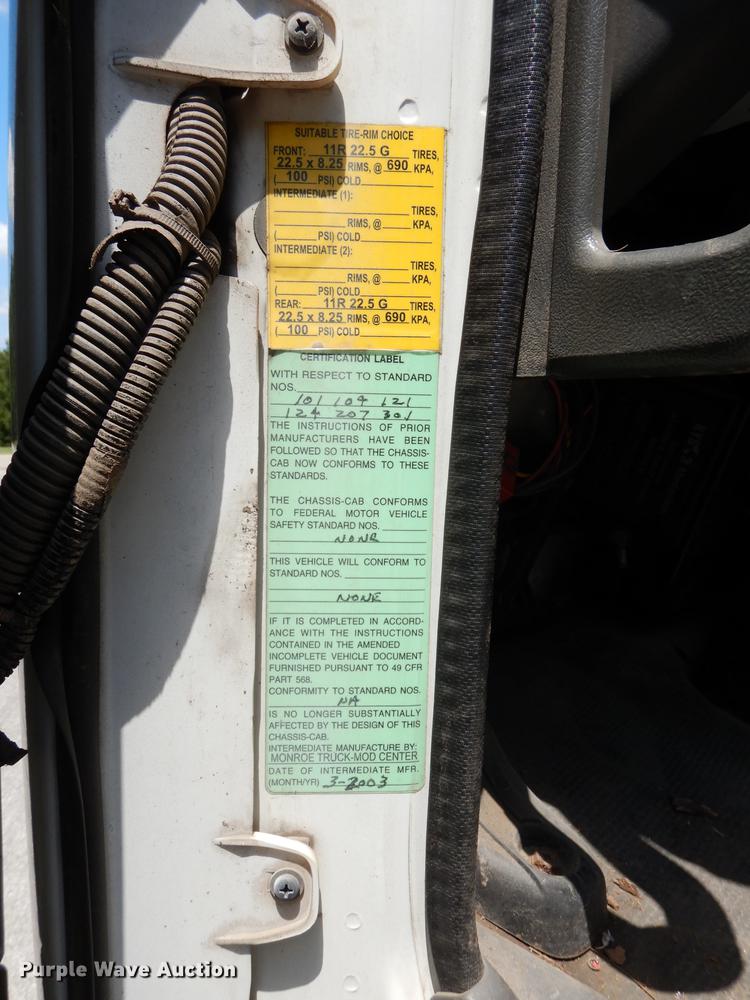 SUITABLE TIRE-RIM CHOICE
FRONT: 11R 22.5 G TIRES,
22.5 x 8.25 RIMS, @ 690 KPA,
( 100 PSI) COLD
INTERMEDIATE (1):
TIRES,
RIMS, @ KPA,
( PSI) COLD
INTERMEDIATE (2):
TIRES,
RIMS, @ KPA,
( PSI) COLD
REAR: 11R 22.5 G TIRES,
22.5 x 8.25 RIMS, @ 690 KPA,
( 100 PSI) COLD
CERTIFICATION LABEL
WITH RESPECT TO STANDARD
NOS.
101 104 121
124 207 301
THE INSTRUCTIONS OF PRIOR
MANUFACTURERS HAVE BEEN
FOLLOWED SO THAT THE CHASSIS-
CAB NOW CONFORMS TO THESE
STANDARDS.
THE CHASSIS-CAB CONFORMS
TO FEDERAL MOTOR VEHICLE
SAFETY STANDARD NOS.
NONE
THIS VEHICLE WILL CONFORM TO
STANDARD NOS.
NONE
IF IT IS COMPLETED IN ACCORD-
ANCE WITH THE INSTRUCTIONS
CONTAINED IN THE AMENDED
INCOMPLETE VEHICLE DOCUMENT
FURNISHED PURSUANT TO 49 CFR
PART 568.
CONFORMITY TO STANDARD NOS.
NA
IS NO LONGER SUBSTANTIALLY
AFFECTED BY THE DESIGN OF THIS
CHASSIS-CAB.
INTERMEDIATE MANUFACTURE BY:
MONROE TRUCK-MOD CENTER
DATE OF INTERMEDIATE MFR.
(MONTH/YR) 3-2003
Purple Wave Auction